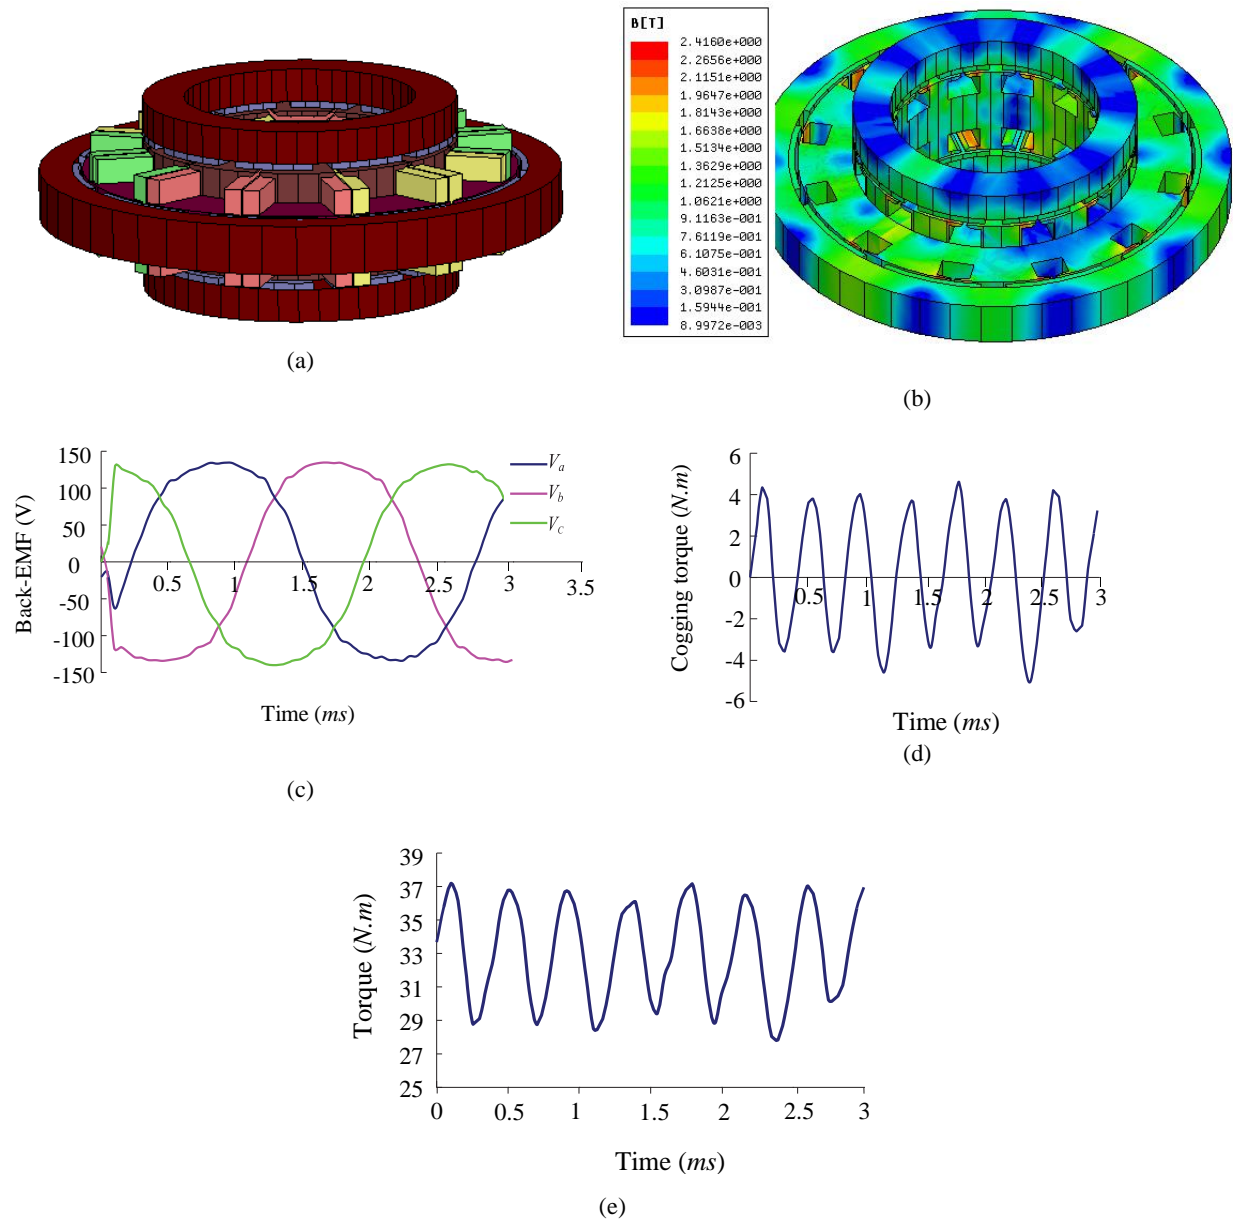 B[T]
2.4160e+000
2.2656e+000
2.1151e+000
1.9647e+000
1.8143e+000
1.6638e+000
1.5134e+000
1.3629e+000
1.2125e+000
1.0621e+000
9.1163e-001
7.6119e-001
6.1075e-001
4.6031e-001
3.0987e-001
1.5944e-001
8.9972e-003
(a)
(b)
150
100
50
0
-50
-100
-150
0.5
1
1.5
2
2.5
3
3.5
Back-EMF (V)
Va
Vb
Vc
Time (ms)
(c)
6
4
2
0
-2
-4
-6
0.5
1
1.5
2
2.5
3
Cogging torque (N.m)
Time (ms)
(d)
39
37
35
33
31
29
27
25
0
0.5
1
1.5
2
2.5
3
Torque (N.m)
Time (ms)
(e)